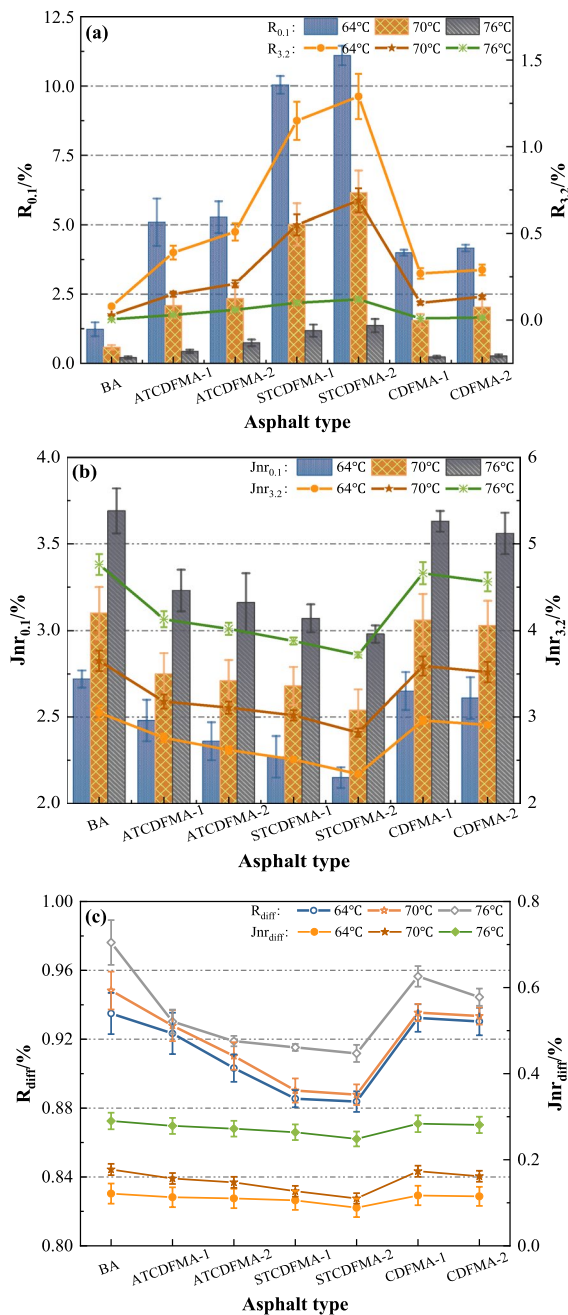 (a)
R0.1: 64℃ 70℃ 76℃
R3.2: 64℃ 70℃ 76℃
12.5
10.0
7.5
5.0
2.5
0.0
R0.1/%
1.5
1.0
0.5
0.0
R3.2/%
BA ATCDFMA-1 ATCDFMA-2 STCDFMA-1 STCDFMA-2 CDFMA-1 CDFMA-2
Asphalt type
(b)
Jnr0.1: 64℃ 70℃ 76℃
Jnr3.2: 64℃ 70℃ 76℃
4.0
3.5
3.0
2.5
2.0
Jnr0.1/%
6
5
4
3
2
Jnr3.2/%
BA ATCDFMA-1 ATCDFMA-2 STCDFMA-1 STCDFMA-2 CDFMA-1 CDFMA-2
Asphalt type
(c)
Rdiff: 64℃ 70℃ 76℃
Jnrdiff: 64℃ 70℃ 76℃
1.00
0.96
0.92
0.88
0.84
0.80
Rdiff/%
0.8
0.6
0.4
0.2
0.0
Jnrdiff/%
BA ATCDFMA-1 ATCDFMA-2 STCDFMA-1 STCDFMA-2 CDFMA-1 CDFMA-2
Asphalt type